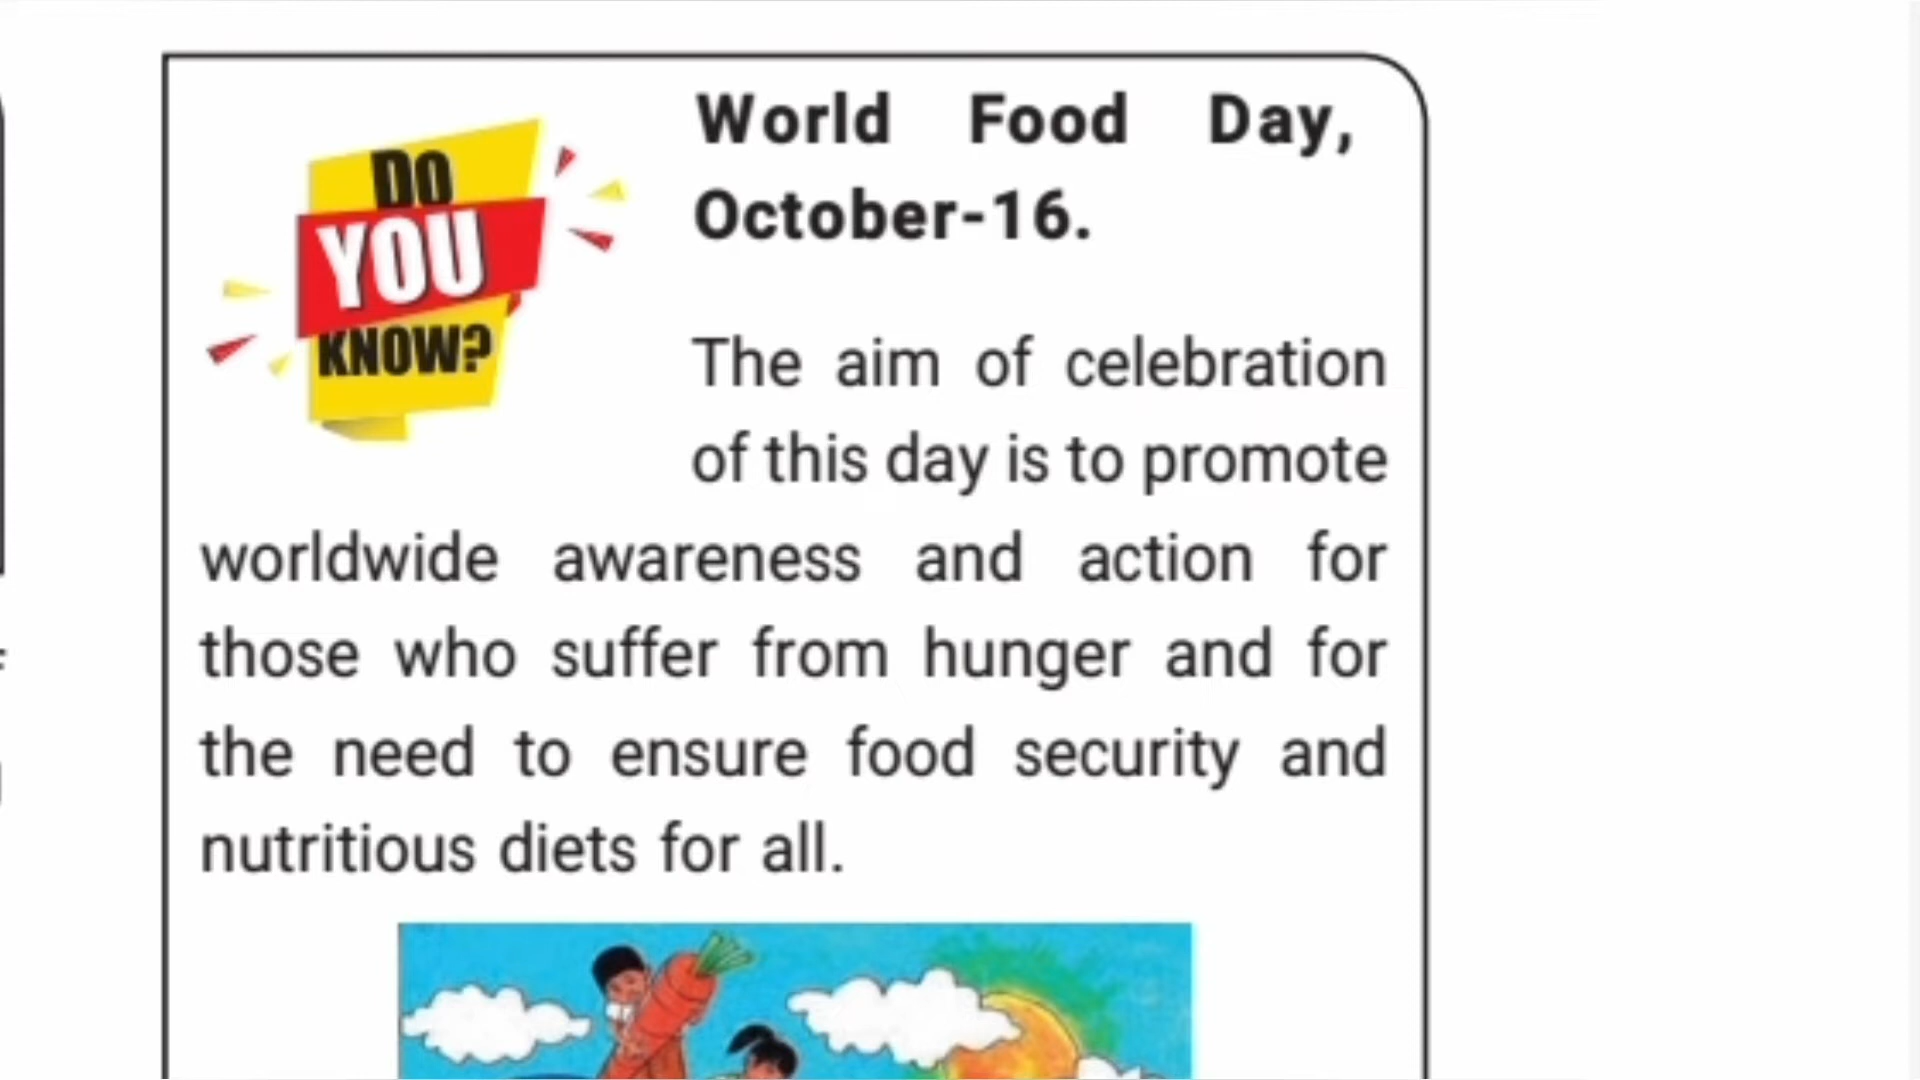 DO
YOU
KNOW?
World Food Day,
October-16.
The aim of celebration
of this day is to promote
worldwide awareness and action for
those who suffer from hunger and for
the need to ensure food security and
nutritious diets for all.